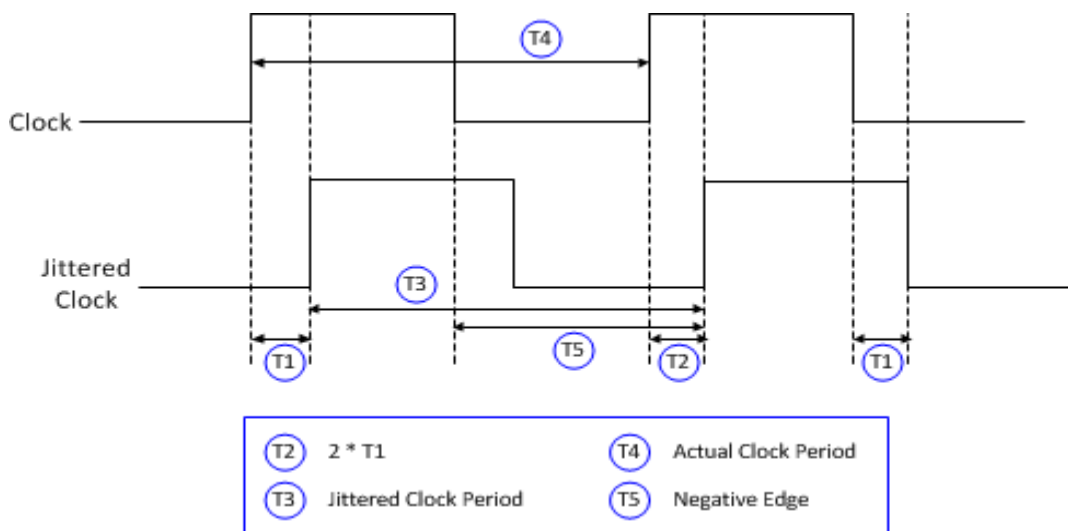 T4
Clock
Jittered
Clock
T3
T5
T1
T2
T1
T2 2 * T1
T4 Actual Clock Period
T3 Jittered Clock Period
T5 Negative Edge